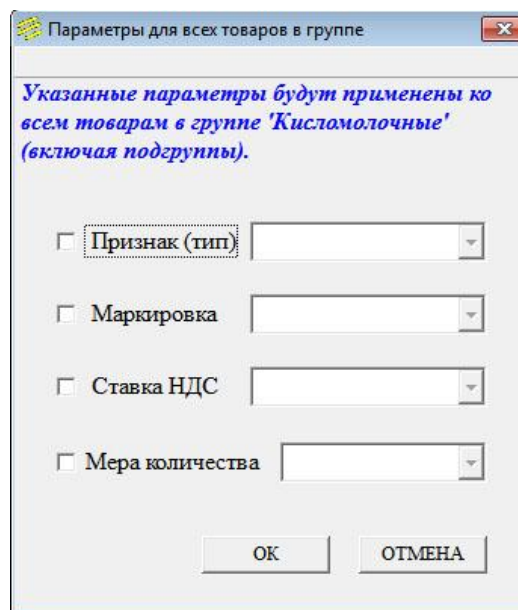 Параметры для всех товаров в группе
Указанные параметры будут применены ко
всем товарам в группе 'Кисломолочные'
(включая подгруппы).
Признак (тип)
Маркировка
Ставка НДС
Мера количества
ОК ОТМЕНА